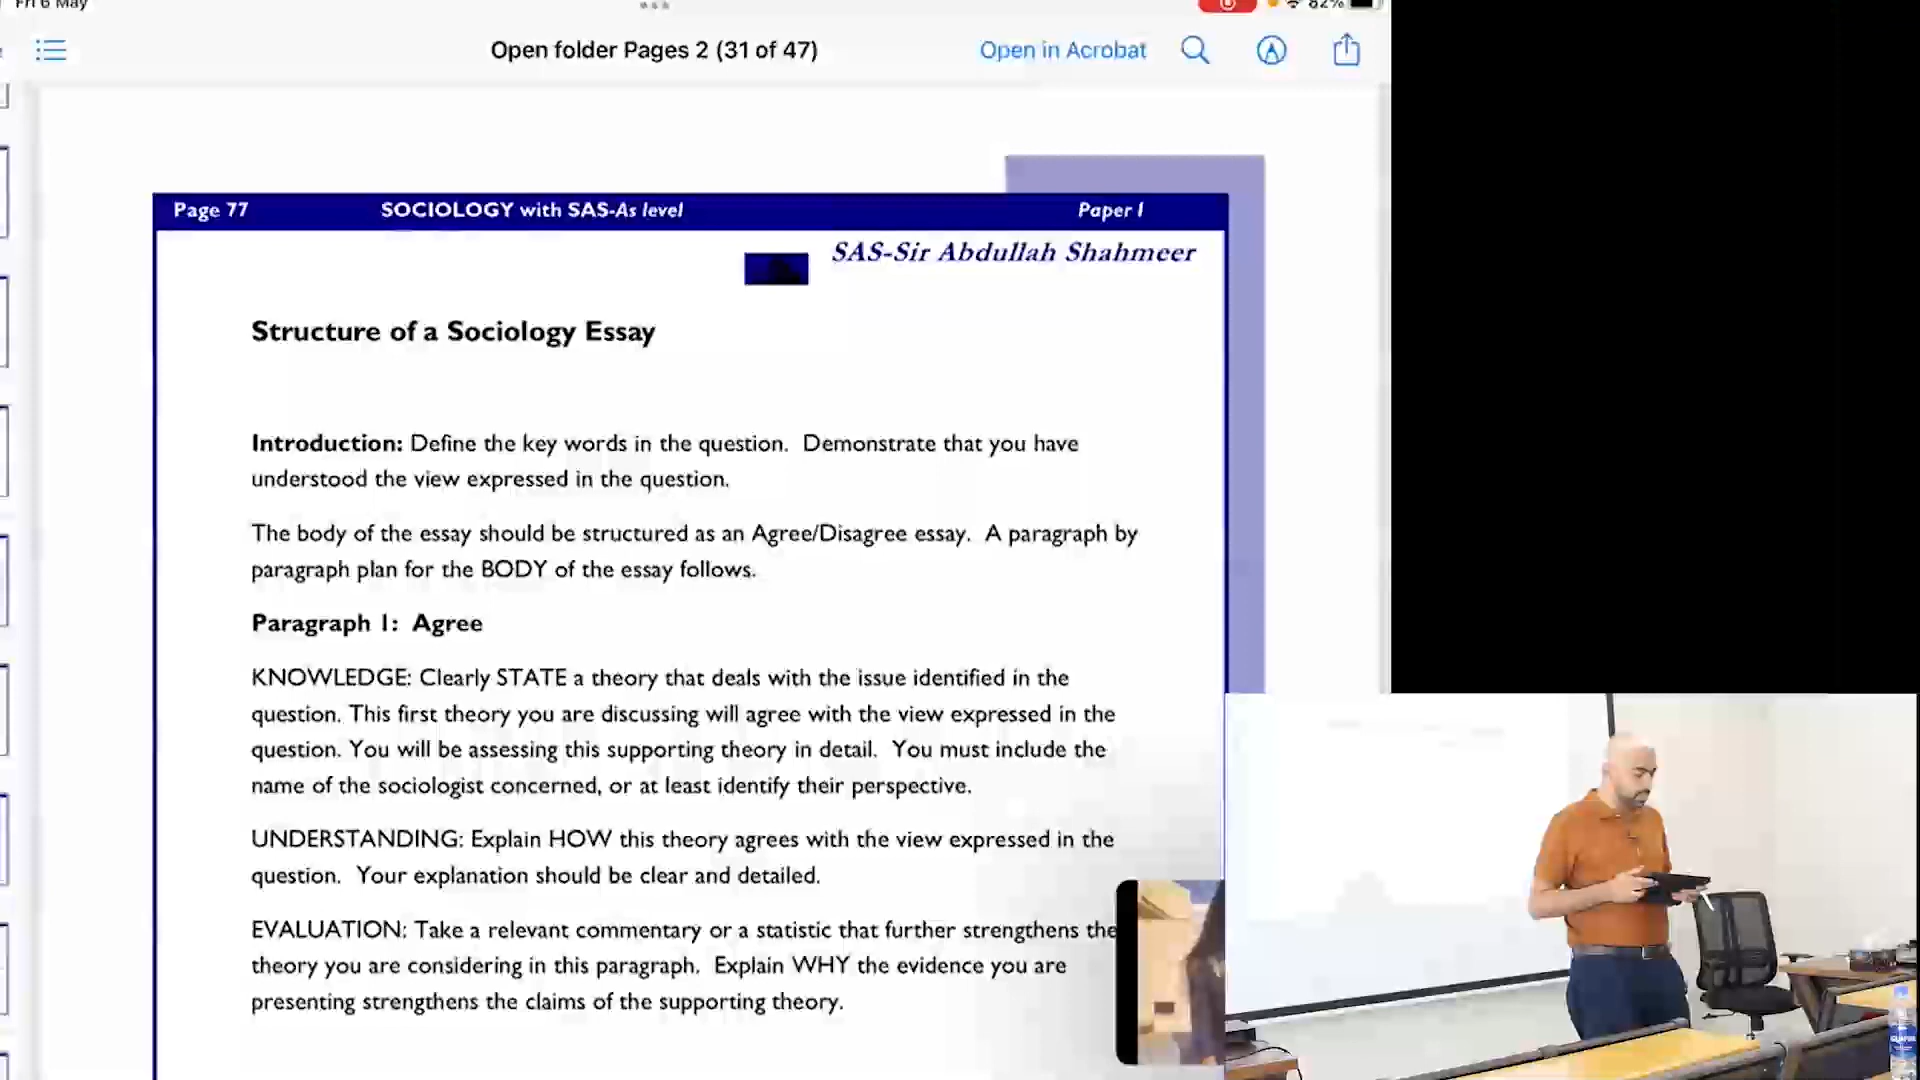 Fri 6 May
82%
Open folder Pages 2 (31 of 47)
Open in Acrobat
Page 77
SOCIOLOGY with SAS-As level
Paper 1
SAS-Sir Abdullah Shahmeer
Structure of a Sociology Essay
Introduction: Define the key words in the question. Demonstrate that you have
understood the view expressed in the question.
The body of the essay should be structured as an Agree/Disagree essay. A paragraph by
paragraph plan for the BODY of the essay follows.
Paragraph 1: Agree
KNOWLEDGE: Clearly STATE a theory that deals with the issue identified in the
question. This first theory you are discussing will agree with the view expressed in the
question. You will be assessing this supporting theory in detail. You must include the
name of the sociologist concerned, or at least identify their perspective.
UNDERSTANDING: Explain HOW this theory agrees with the view expressed in the
question. Your explanation should be clear and detailed.
EVALUATION: Take a relevant commentary or a statistic that further strengthens the
theory you are considering in this paragraph. Explain WHY the evidence you are
presenting strengthens the claims of the supporting theory.